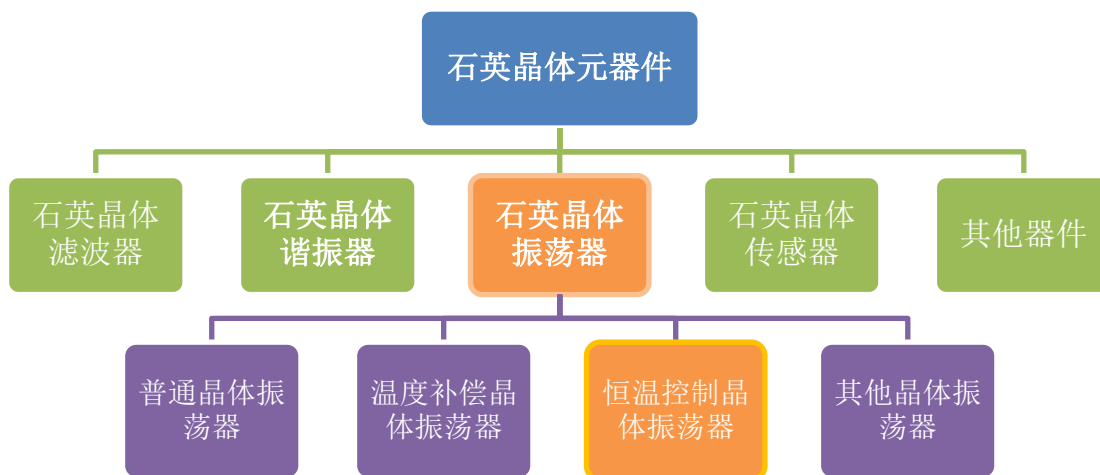 石英晶体元器件
石英晶体
滤波器
石英晶体
谐振器
石英晶体
振荡器
石英晶体
传感器
其他器件
普通晶体振
荡器
温度补偿晶
体振荡器
恒温控制晶
体振荡器
其他晶体振
荡器